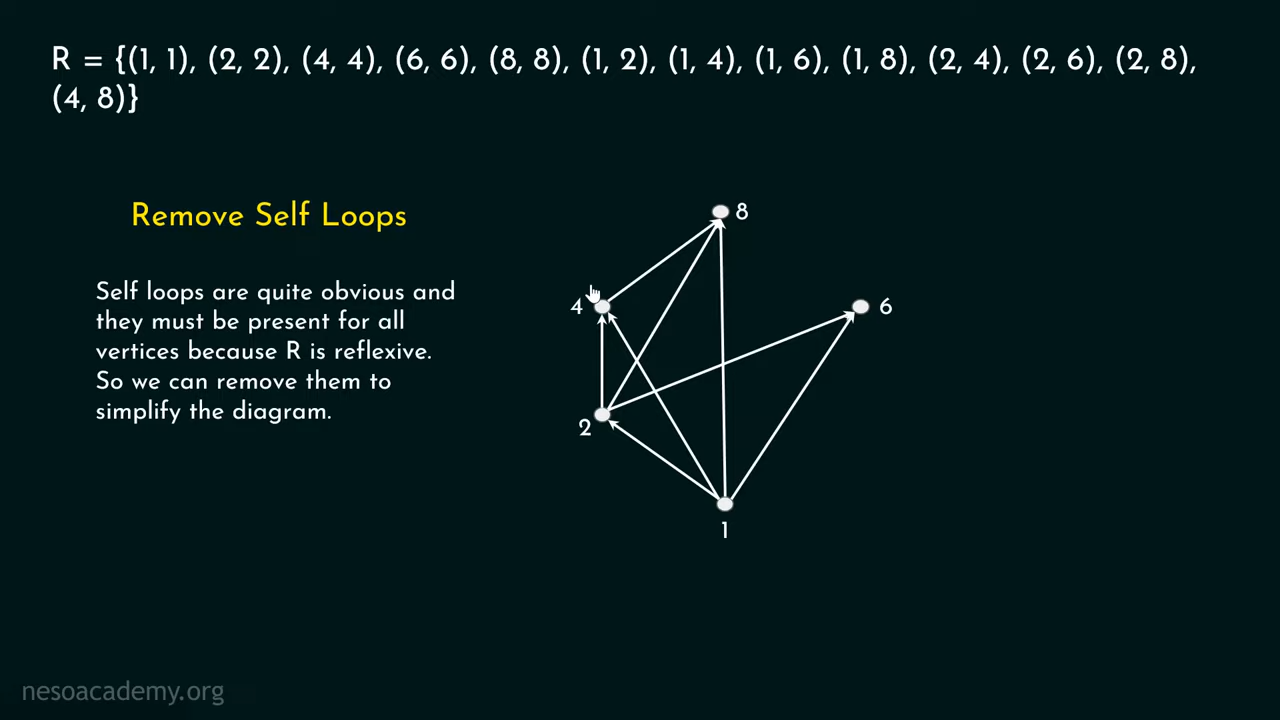 R = {(1, 1), (2, 2), (4, 4), (6, 6), (8, 8), (1, 2), (1, 4), (1, 6), (1, 8), (2, 4), (2, 6), (2, 8),
(4, 8)}
Remove Self Loops
Self loops are quite obvious and
they must be present for all
vertices because R is reflexive.
So we can remove them to
simplify the diagram.
8
4
6
2
1
nesoacademy.org